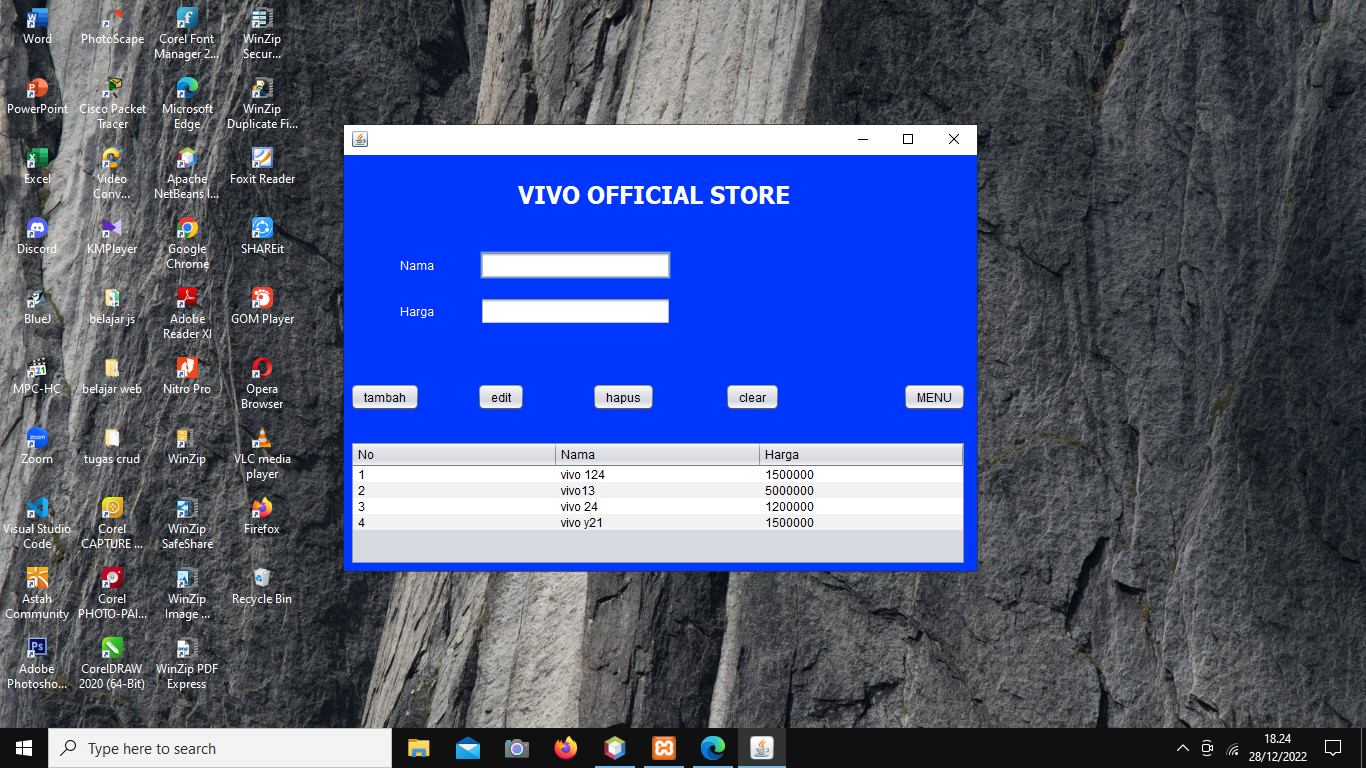 Word
PhotoScape
Corel Font
Manager 2...
WinZip
Secur...
PowerPoint
Cisco Packet
Tracer
Microsoft
Edge
WinZip
Duplicate Fi...
Excel
Video
Conv...
Apache
NetBeans I...
Foxit Reader
Discord
KMPlayer
Google
Chrome
SHAREit
BlueJ
belajar js
Adobe
Reader XI
GOM Player
MPC-HC
belajar web
Nitro Pro
Opera
Browser
Zoom
tugas crud
WinZip
VLC media
player
Visual Studio
Code
Corel
CAPTURE ...
WinZip
SafeShare
Firefox
Astah
Community
Corel
PHOTO-PAI...
WinZip
Image ...
Recycle Bin
Adobe
Photosho...
CorelDRAW
2020 (64-Bit)
WinZip PDF
Express
VIVO OFFICIAL STORE
Nama
Harga
tambah edit hapus clear MENU
No Nama Harga
1 vivo 124 1500000
2 vivo13 5000000
3 vivo 24 1200000
4 vivo y21 1500000
Type here to search
18.24
28/12/2022